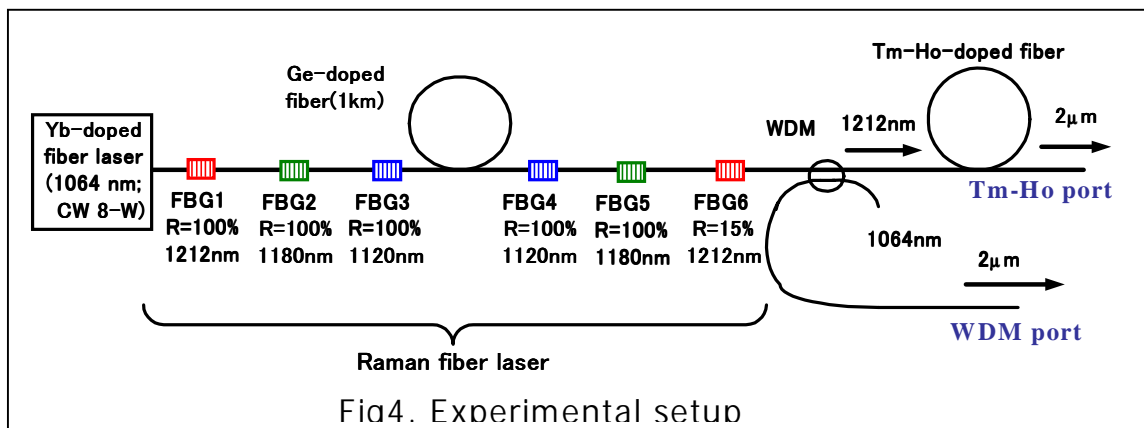 Tm-Ho-doped fiber
Ge-doped
fiber(1km)
Yb-doped
fiber laser
(1064 nm;
CW 8-W)
WDM
1212nm
2μm
Tm-Ho port
FBG1
R=100%
1212nm
FBG2
R=100%
1180nm
FBG3
R=100%
1120nm
FBG4
R=100%
1120nm
FBG5
R=100%
1180nm
FBG6
R=15%
1212nm
1064nm
2μm
WDM port
Raman fiber laser
Fig4. Experimental setup